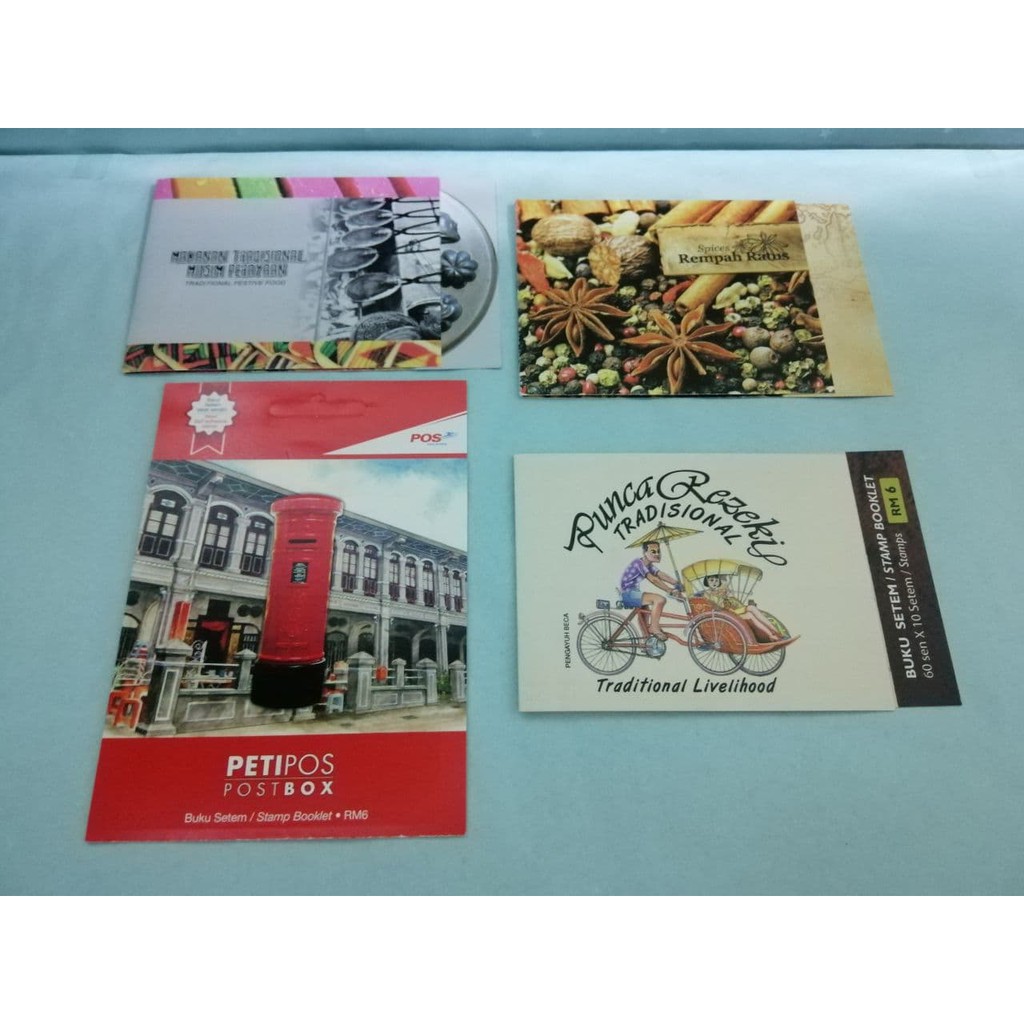 MAKANAN TRADISIONAL
MUSIM PERAYAAN
TRADITIONAL FESTIVE FOOD
Spices
Rempah Ratus
POS
PETIPOS
POSTBOX
Buku Setem / Stamp Booklet • RM6
Punca Rezeki
TRADISIONAL
PENGAYUH BECA
Traditional Livelihood
BUKU SETEM / STAMP BOOKLET RM 6
60 sen X 10 Setem / Stamps